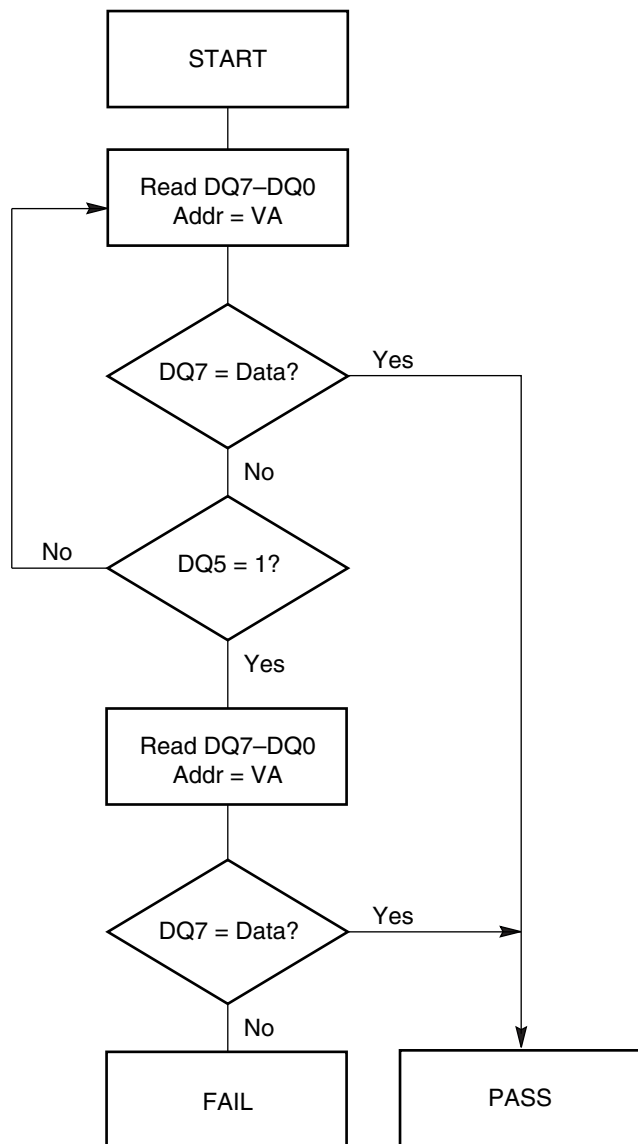 START
Read DQ7–DQ0
Addr = VA
DQ7 = Data?
Yes
No
DQ5 = 1?
No
Yes
Read DQ7–DQ0
Addr = VA
DQ7 = Data?
Yes
No
FAIL
PASS